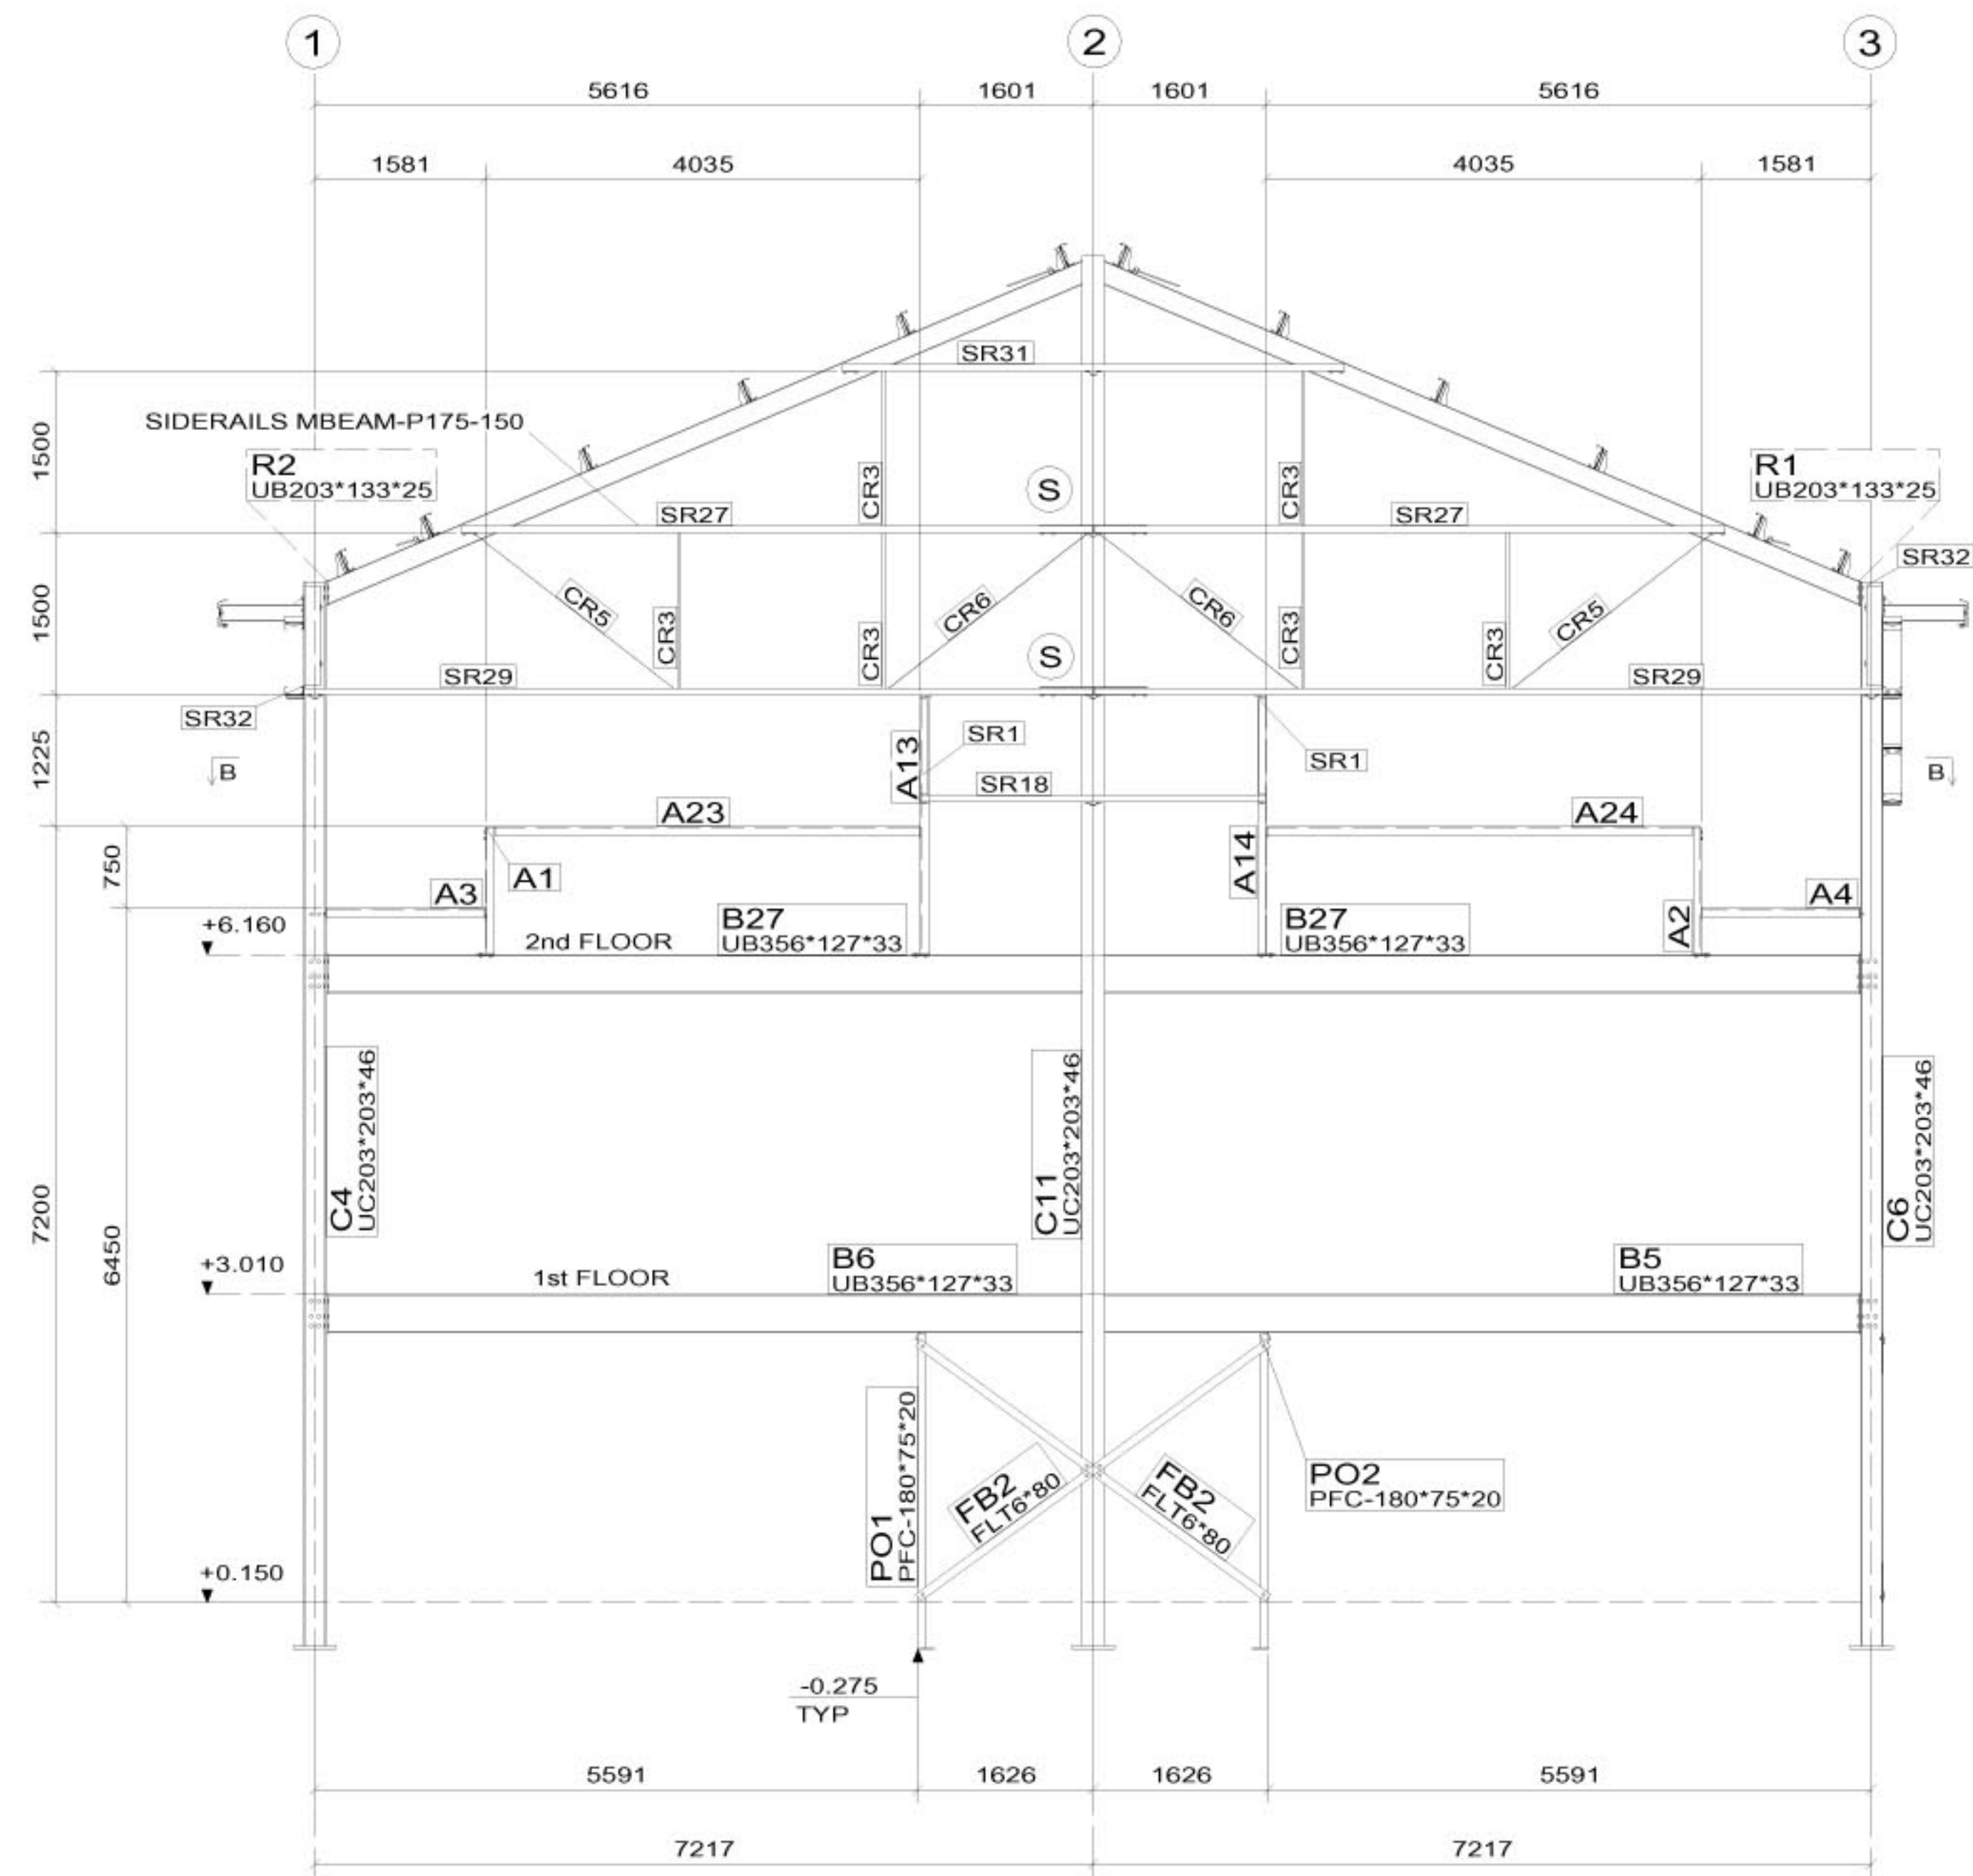 1
2
3
5616
1601
1601
5616
1581
4035
4035
1581
SR31
SIDERAILS MBEAM-P175-150
1500
R2
UB203*133*25
R1
UB203*133*25
CR3
S
CR3
SR27
SR27
SR32
1500
CR5
CR3
CR3
CR6
CR6
CR3
CR3
CR5
S
SR29
SR29
SR32
1225
A13
SR1
SR1
B
B
SR18
A23
A24
750
A1
A14
A3
A4
+6.160
2nd FLOOR
B27
UB356*127*33
B27
UB356*127*33
A2
C4
UC203*203*46
C11
UC203*203*46
C6
UC203*203*46
7200
6450
+3.010
1st FLOOR
B6
UB356*127*33
B5
UB356*127*33
PO1
PFC-180*75*20
FB2
FLT6*80
FB2
FLT6*80
PO2
PFC-180*75*20
+0.150
-0.275
TYP
5591
1626
1626
5591
7217
7217